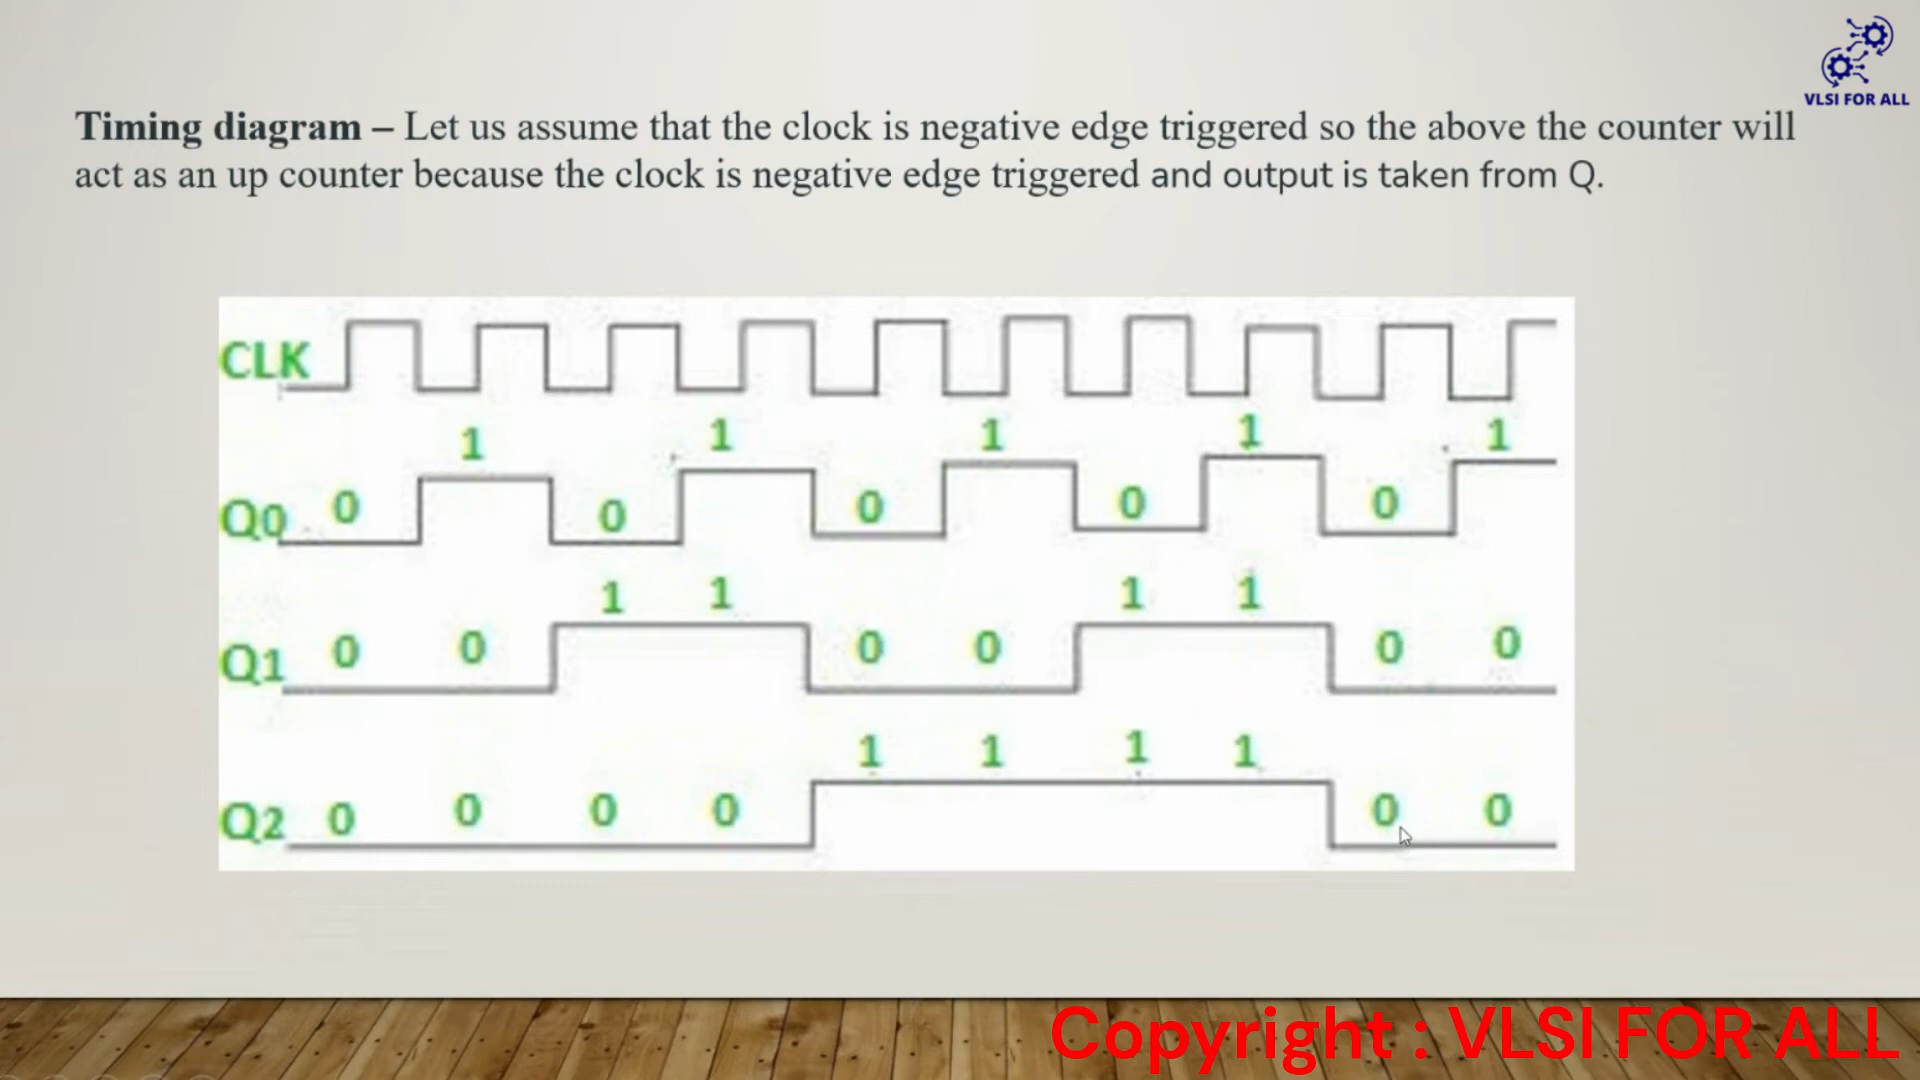 VLSI FOR ALL
Timing diagram – Let us assume that the clock is negative edge triggered so the above the counter will
act as an up counter because the clock is negative edge triggered and output is taken from Q.
CLK
1 1 1 1 1
Q0 0 0 0 0 0
1 1 1 1
Q1 0 0 0 0 0 0
1 1 1 1
Q2 0 0 0 0 0 0
Copyright : VLSI FOR ALL